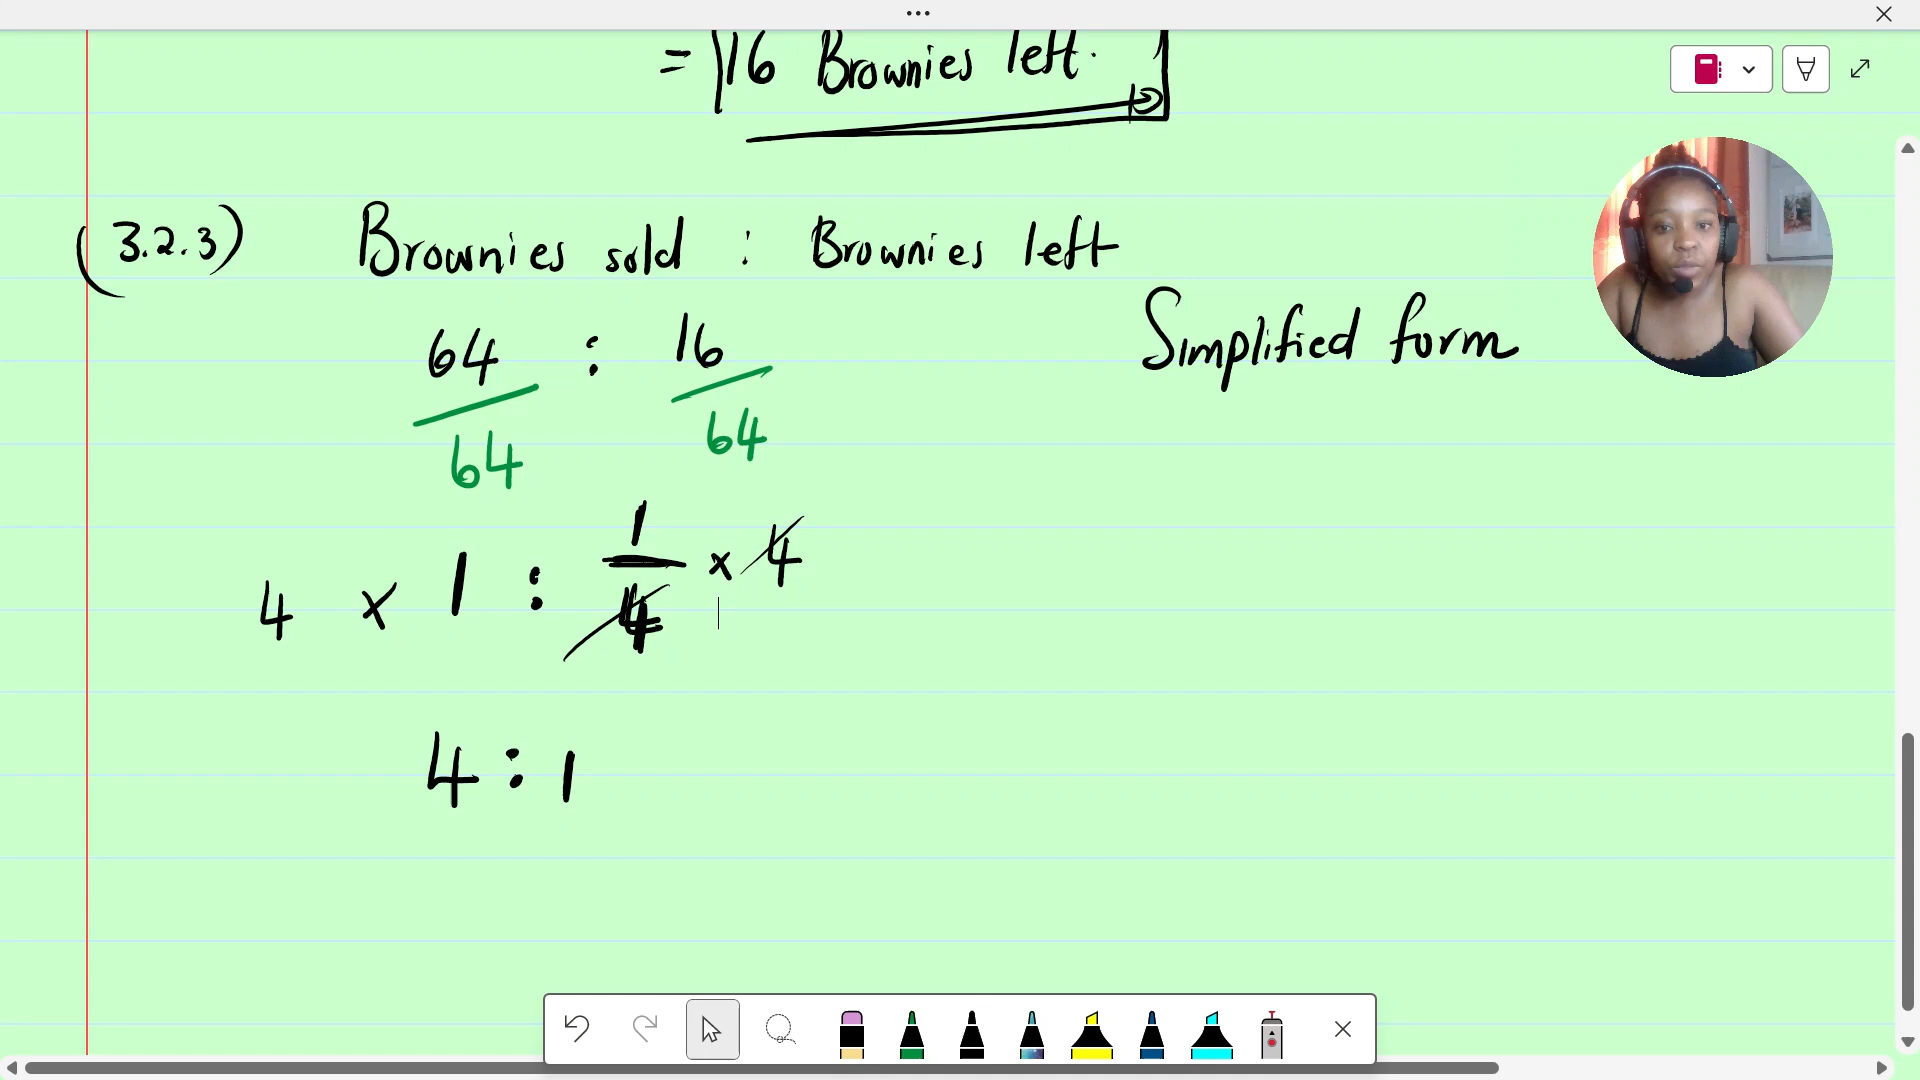 = 16 Brownies left.
(3.2.3) Brownies sold : Brownies left
64 : 16 Simplified form
64 64
4 x 1 : 1/4 x 4
4 : 1